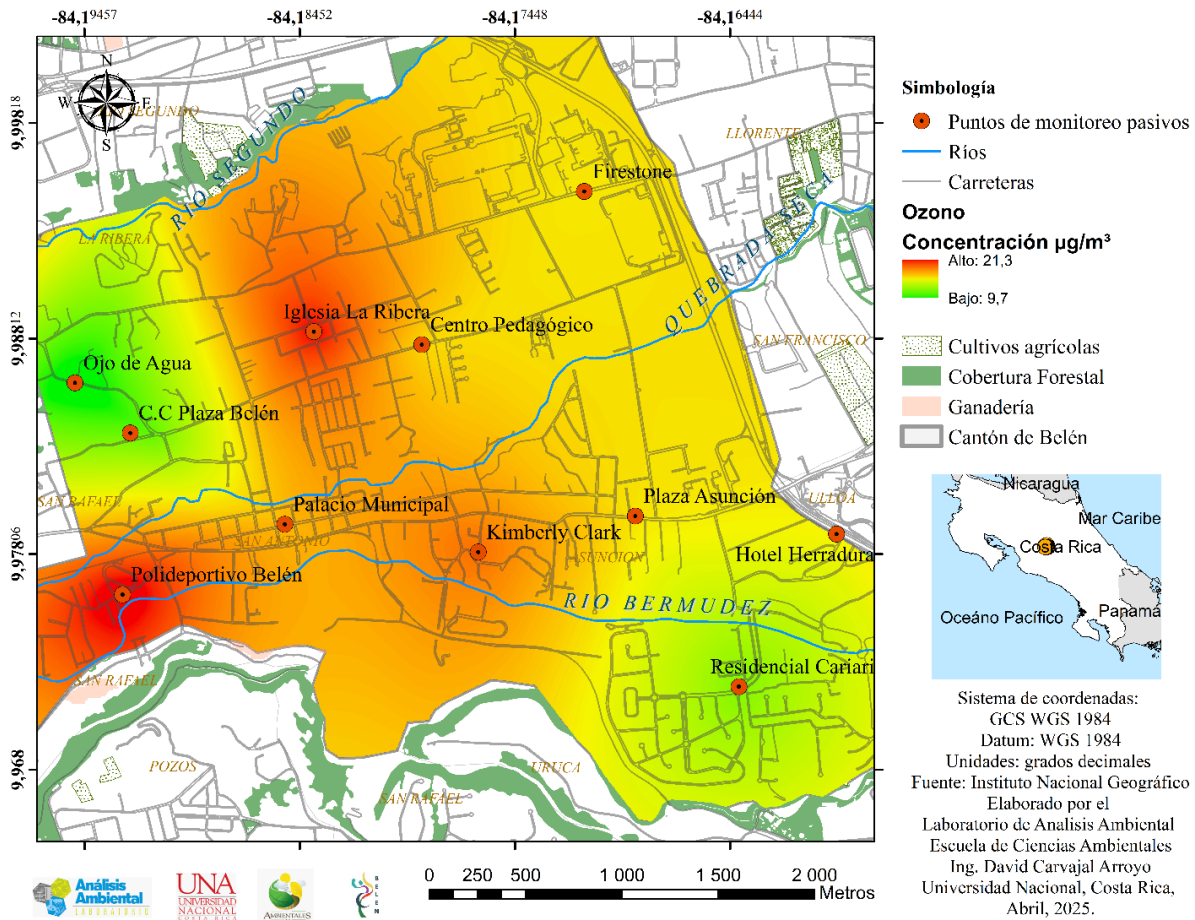 -84,19457
-84,18452
-84,17448
-84,16444
9,99818
9,98812
9,97806
9,968
N
W
E
S
SEGUNDO
RIO SEGUNDO
LLORENTE
Firestone
LA RIBERA
QUEBRADA SECA
Iglesia La Ribera
Centro Pedagógico
SAN FRANCISCO
Ojo de Agua
C.C Plaza Belén
SAN RAFAEL
Palacio Municipal
Plaza Asunción
ULLOA
SAN ANTONIO
Kimberly Clark
SUNCION
Hotel Herradura
Polideportivo Belén
RIO BERMUDEZ
SAN RAFAEL
Residencial Cariari
POZOS
URUCA
SAN RAFAEL
Simbología
Puntos de monitoreo pasivos
Ríos
Carreteras
Ozono
Concentración µg/m³
Alto: 21,3
Bajo: 9,7
Cultivos agrícolas
Cobertura Forestal
Ganadería
Cantón de Belén
Nicaragua
Mar Caribe
Costa Rica
Panamá
Oceáno Pacífico
Sistema de coordenadas:
GCS WGS 1984
Datum: WGS 1984
Unidades: grados decimales
Fuente: Instituto Nacional Geográfico
Elaborado por el
Laboratorio de Analisis Ambiental
Escuela de Ciencias Ambientales
Ing. David Carvajal Arroyo
Universidad Nacional, Costa Rica,
Abril, 2025.
Análisis
Ambiental
LABORATORIO
UNA
UNIVERSIDAD
NACIONAL
COSTA RICA
AMBIENTALES
BELEN
0 250 500 1 000 1 500 2 000
Metros